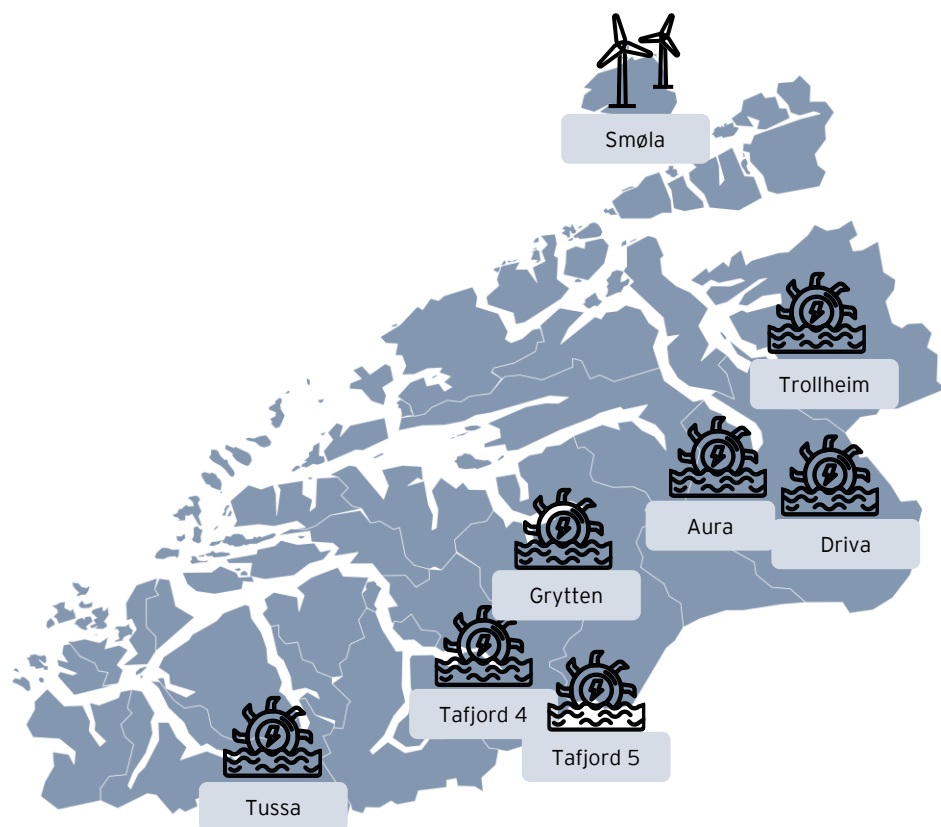 Smøla
Trollheim
Aura
Driva
Grytten
Tafjord 4
Tafjord 5
Tussa